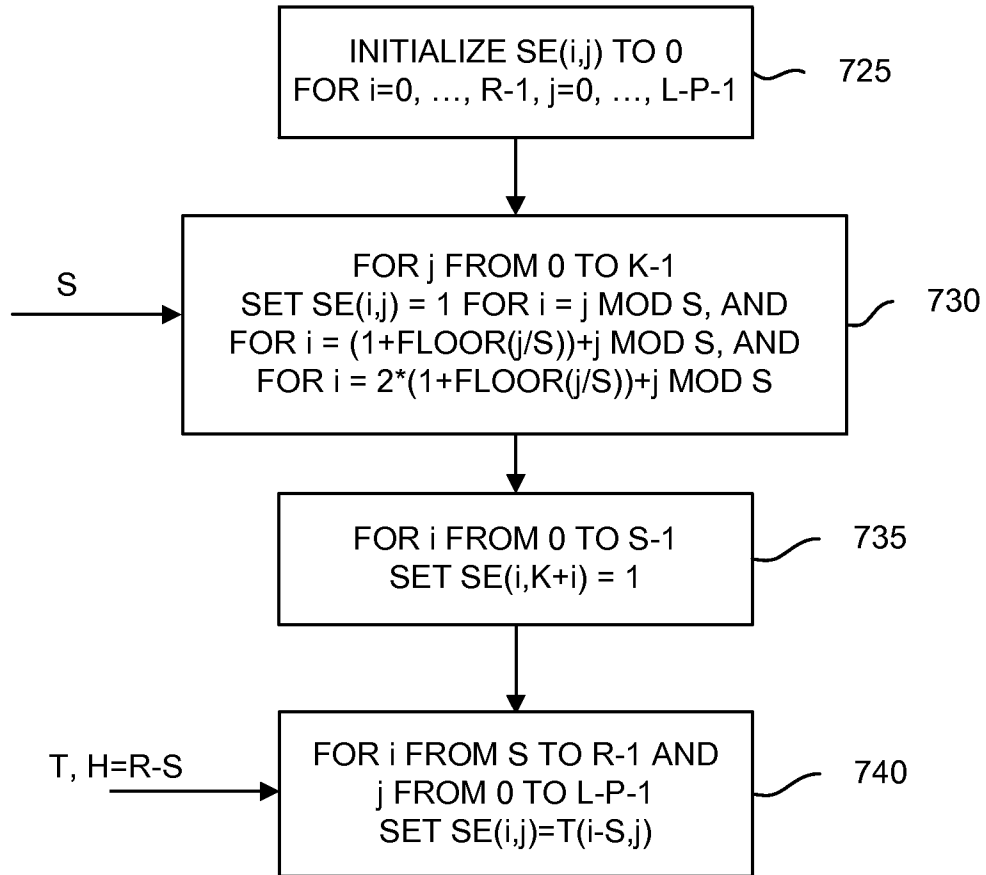 INITIALIZE SE(i,j) TO 0
FOR i=0, …, R-1, j=0, …, L-P-1
725
S
FOR j FROM 0 TO K-1
SET SE(i,j) = 1 FOR i = j MOD S, AND
FOR i = (1+FLOOR(j/S))+j MOD S, AND
FOR i = 2*(1+FLOOR(j/S))+j MOD S
730
FOR i FROM 0 TO S-1
SET SE(i,K+i) = 1
735
T, H=R-S
FOR i FROM S TO R-1 AND
j FROM 0 TO L-P-1
SET SE(i,j)=T(i-S,j)
740